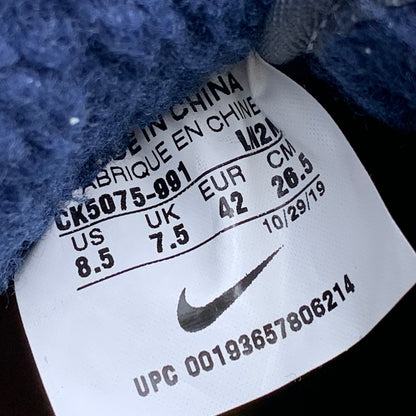 IN CHINA
FABRIQUE EN CHINE
CK5075-991
US UK EUR CM
8.5 7.5 42 26.5
10/29/19
UPC 00193657806214